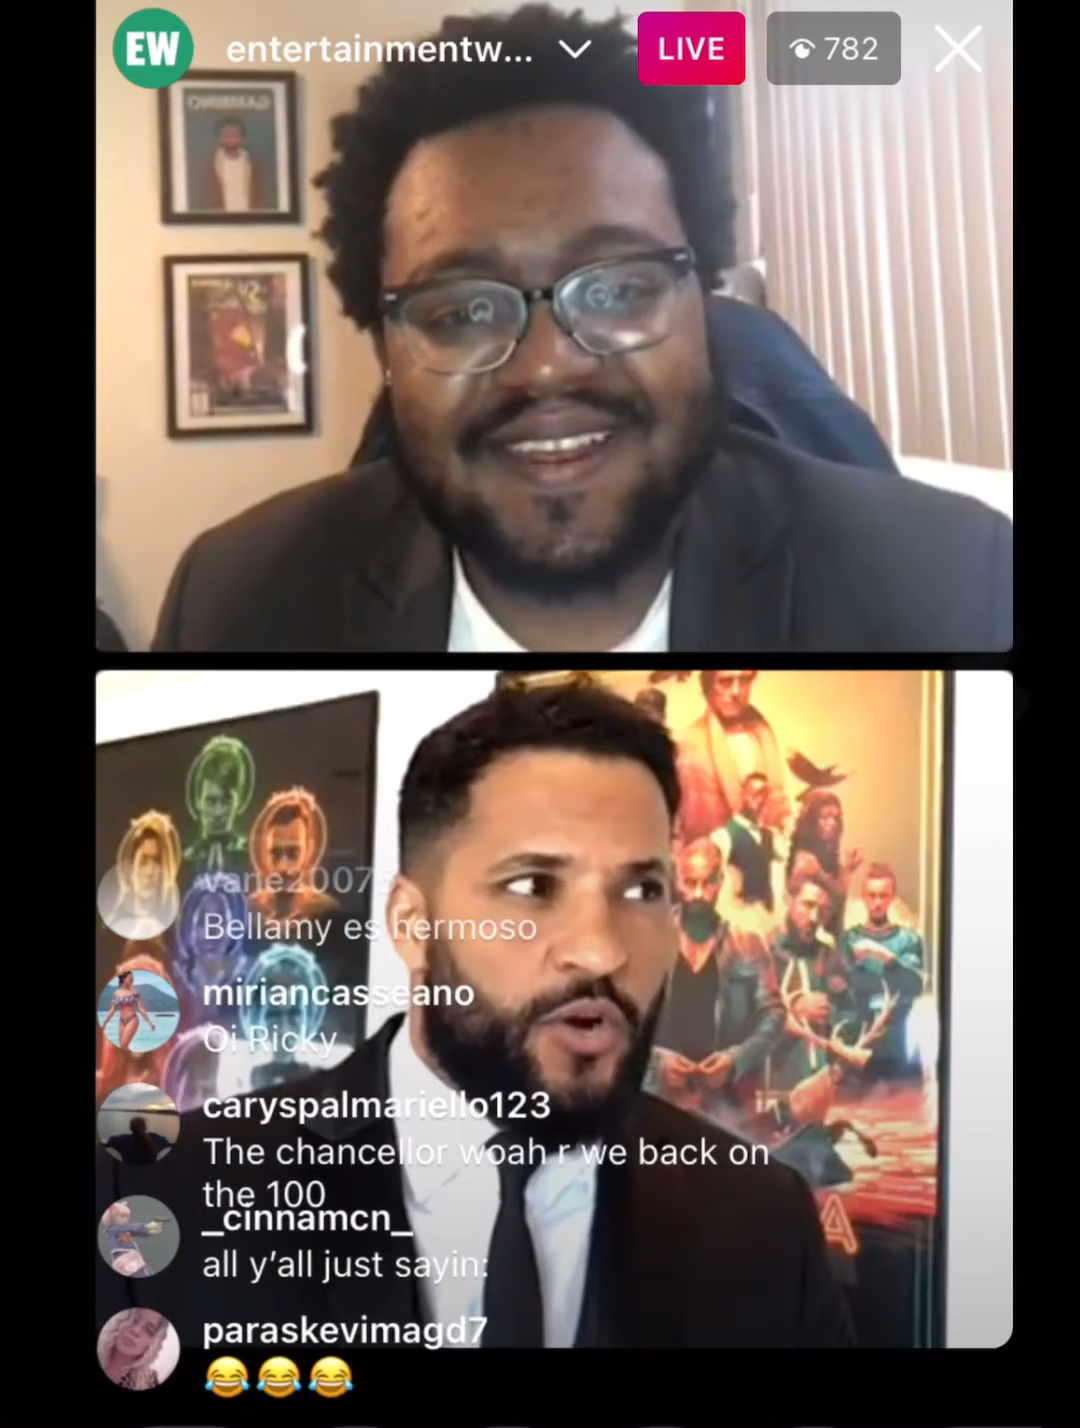 EW
entertainmentw...
LIVE
782
vane2007
Bellamy es hermoso
miriancasseano
Oi Ricky
caryspalmariello123
The chancellor woah r we back on
the 100
_cinnamcn_
all y'all just sayin:
paraskevimagd7
😂😂😂